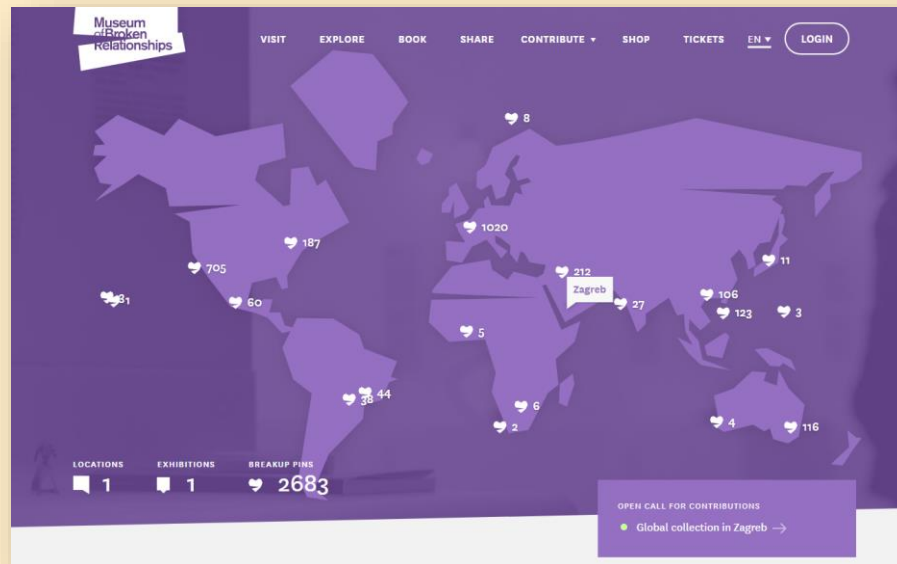 Museum
of Broken
Relationships
VISIT EXPLORE BOOK SHARE CONTRIBUTE ▾ SHOP TICKETS EN ▾ LOGIN
8
1020
187
212
11
705
Zagreb
106
1
60
27
123
3
5
44
38
6
2
4
116
LOCATIONS EXHIBITIONS BREAKUP PINS
1 1 2683
OPEN CALL FOR CONTRIBUTIONS
Global collection in Zagreb →